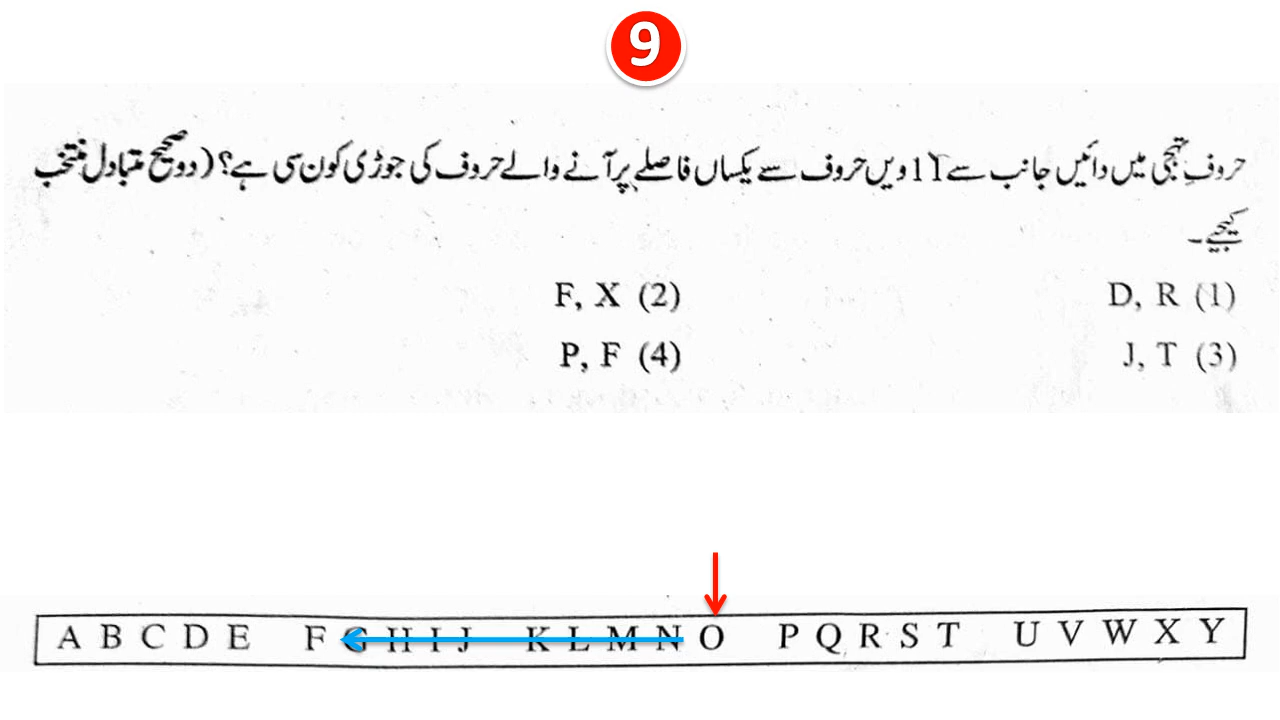 9
حروفِ تہجی میں دائیں جانب سے 11 ویں حروف سے یکساں فاصلے پر آنے والے حروف کی جوڑی کون سی ہے؟ (دو صحیح متبادل منتخب
کیجیے۔
(1) D, R (2) F, X
(3) J, T (4) P, F
A B C D E F G H I J K L M N O P Q R S T U V W X Y